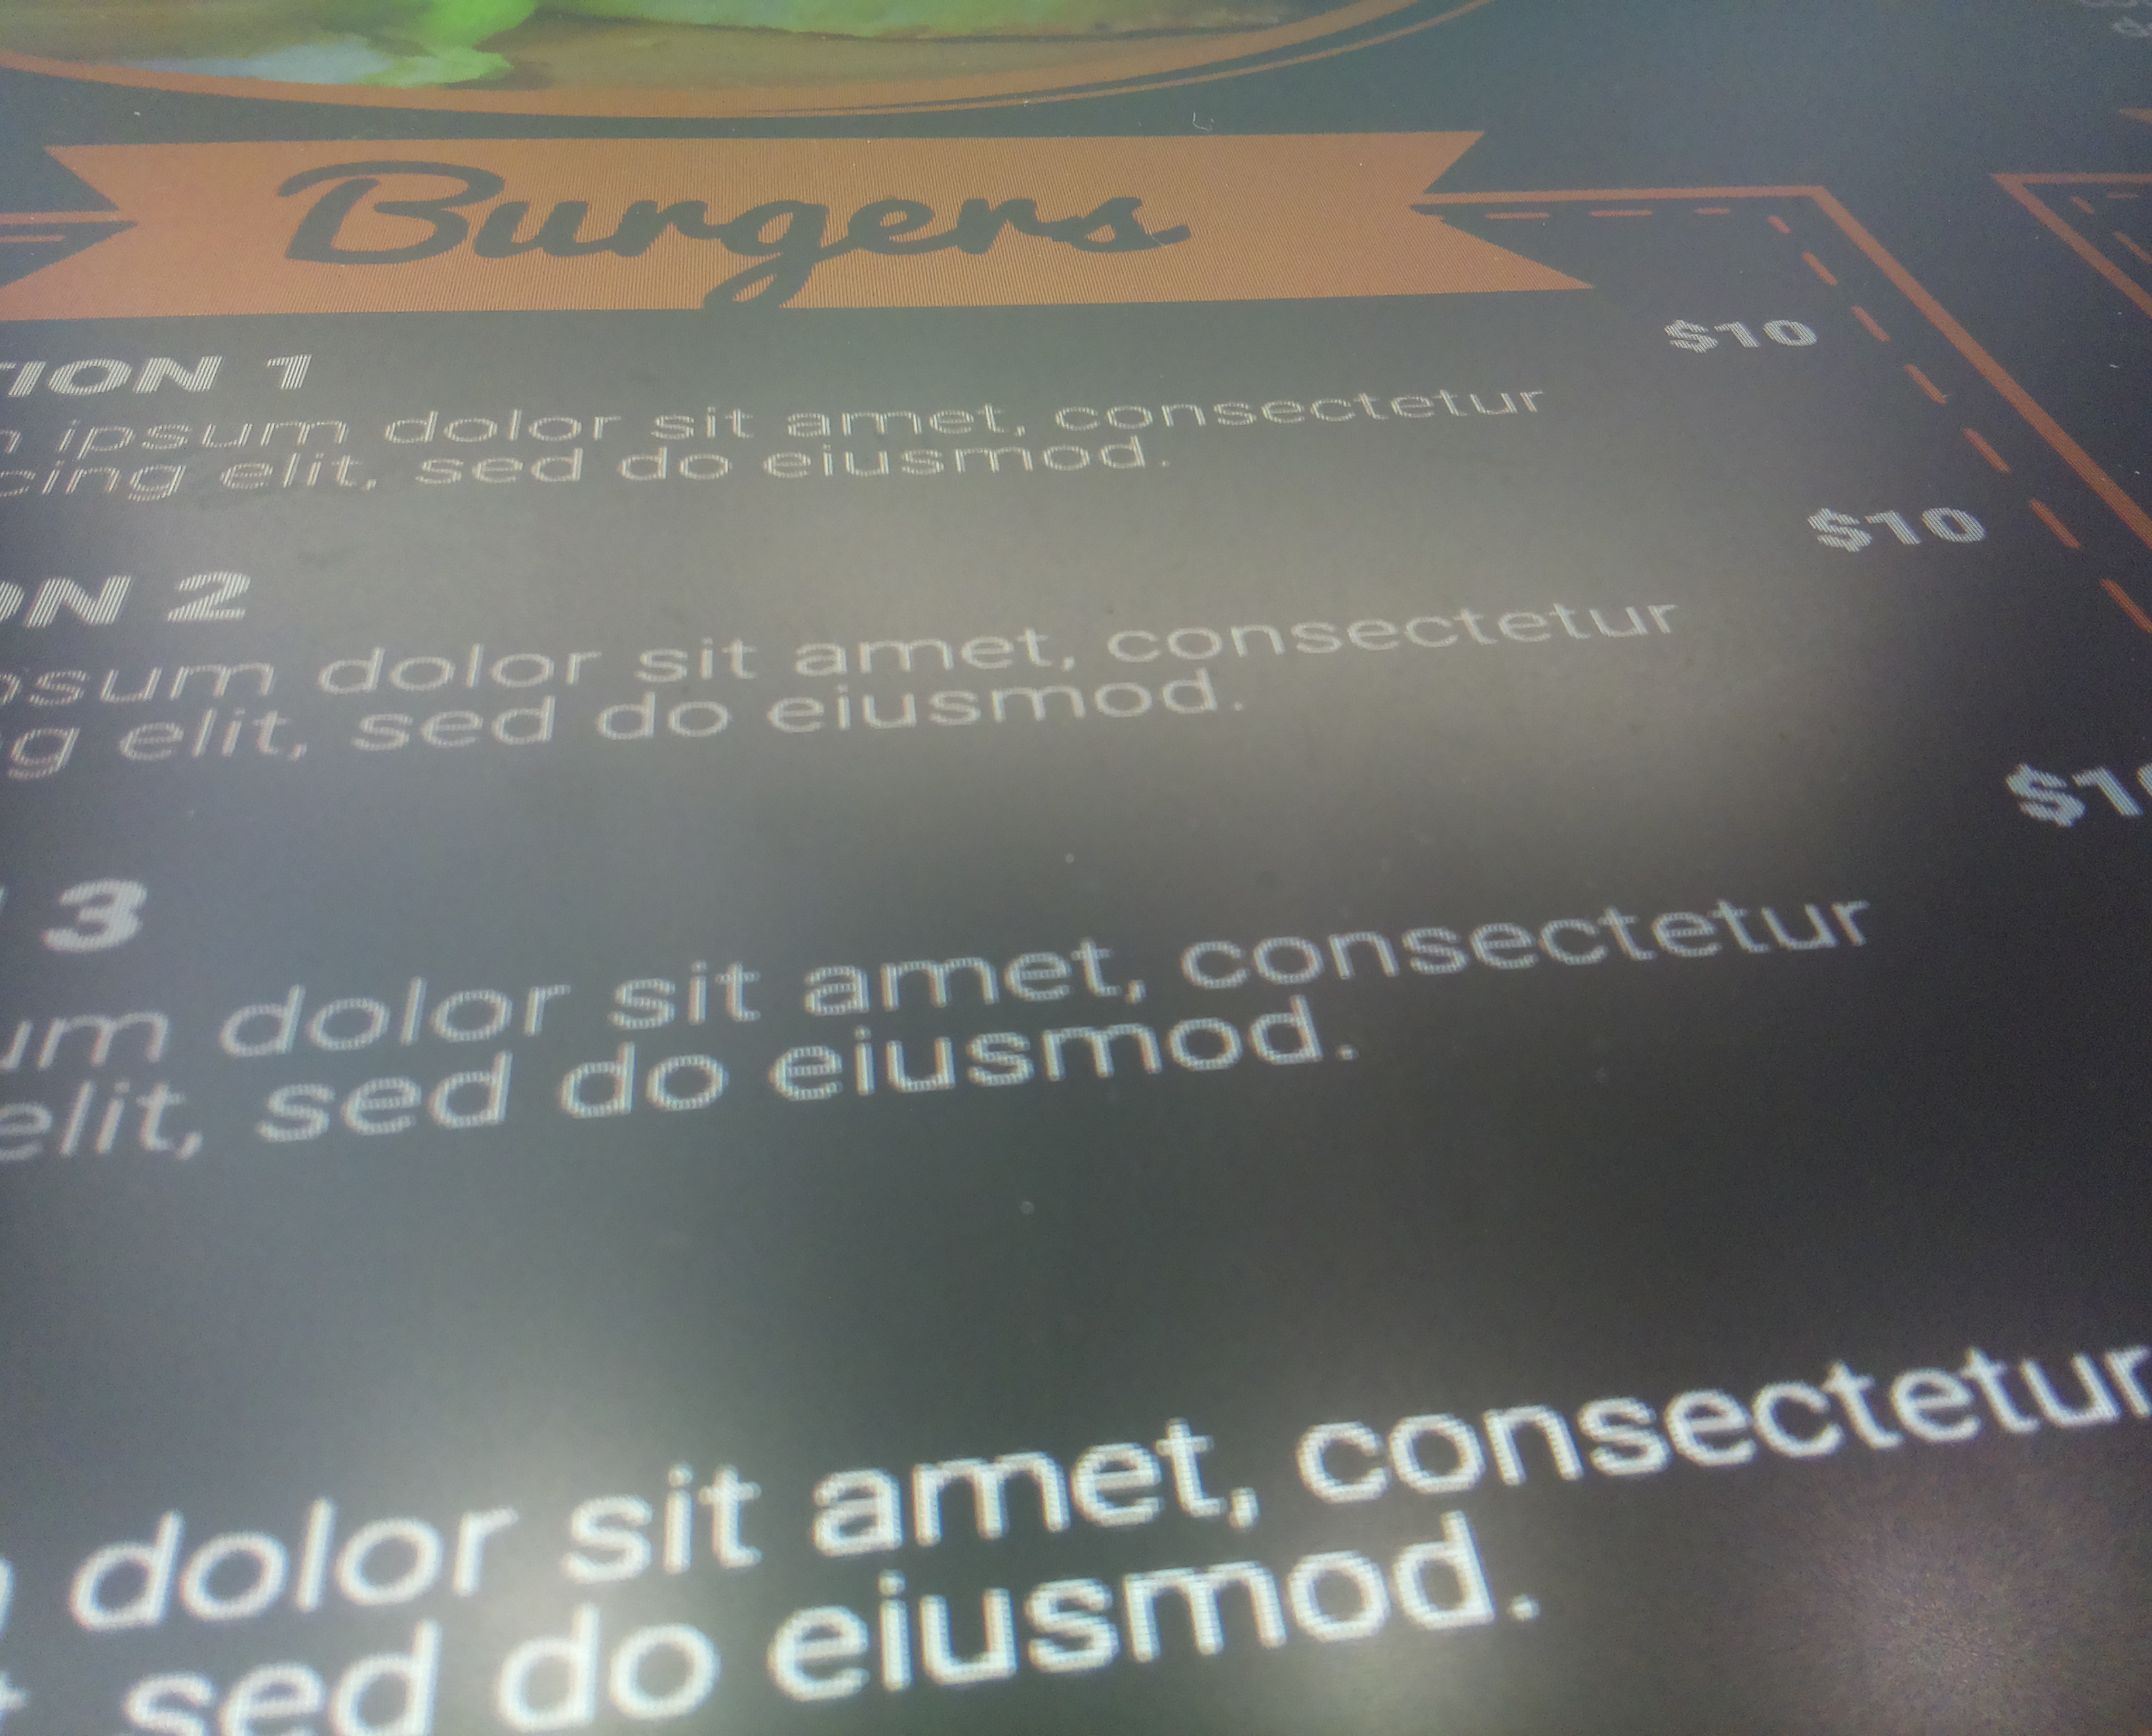 Burgers
TION 1 $10
ipsum dolor sit amet, consectetur
cing elit, sed do eiusmod.
ON 2 $10
psum dolor sit amet, consectetur
g elit, sed do eiusmod.
3 $1
um dolor sit amet, consectetur
elit, sed do eiusmod.
dolor sit amet, consectetur
sed do eiusmod.